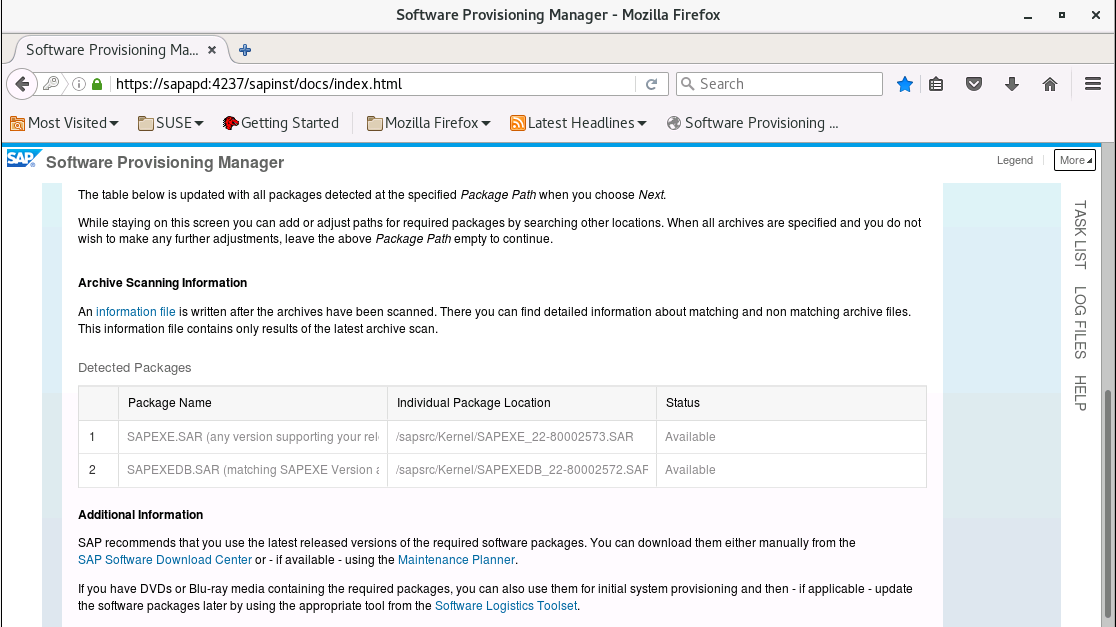 Software Provisioning Manager - Mozilla Firefox
Software Provisioning Ma...
https://sapapd:4237/sapinst/docs/index.html
Search
Most Visited
SUSE
Getting Started
Mozilla Firefox
Latest Headlines
Software Provisioning ...
SAP
Software Provisioning Manager
Legend
More
The table below is updated with all packages detected at the specified Package Path when you choose Next.
While staying on this screen you can add or adjust paths for required packages by searching other locations. When all archives are specified and you do not
wish to make any further adjustments, leave the above Package Path empty to continue.
Archive Scanning Information
An information file is written after the archives have been scanned. There you can find detailed information about matching and non matching archive files.
This information file contains only results of the latest archive scan.
Detected Packages
Package Name Individual Package Location Status
1 SAPEXE.SAR (any version supporting your rel /sapsrc/Kernel/SAPEXE_22-80002573.SAR Available
2 SAPEXEDB.SAR (matching SAPEXE Version a /sapsrc/Kernel/SAPEXEDB_22-80002572.SAR Available
Additional Information
SAP recommends that you use the latest released versions of the required software packages. You can download them either manually from the
SAP Software Download Center or - if available - using the Maintenance Planner.
If you have DVDs or Blu-ray media containing the required packages, you can also use them for initial system provisioning and then - if applicable - update
the software packages later by using the appropriate tool from the Software Logistics Toolset.
TASK LIST
LOG FILES
HELP